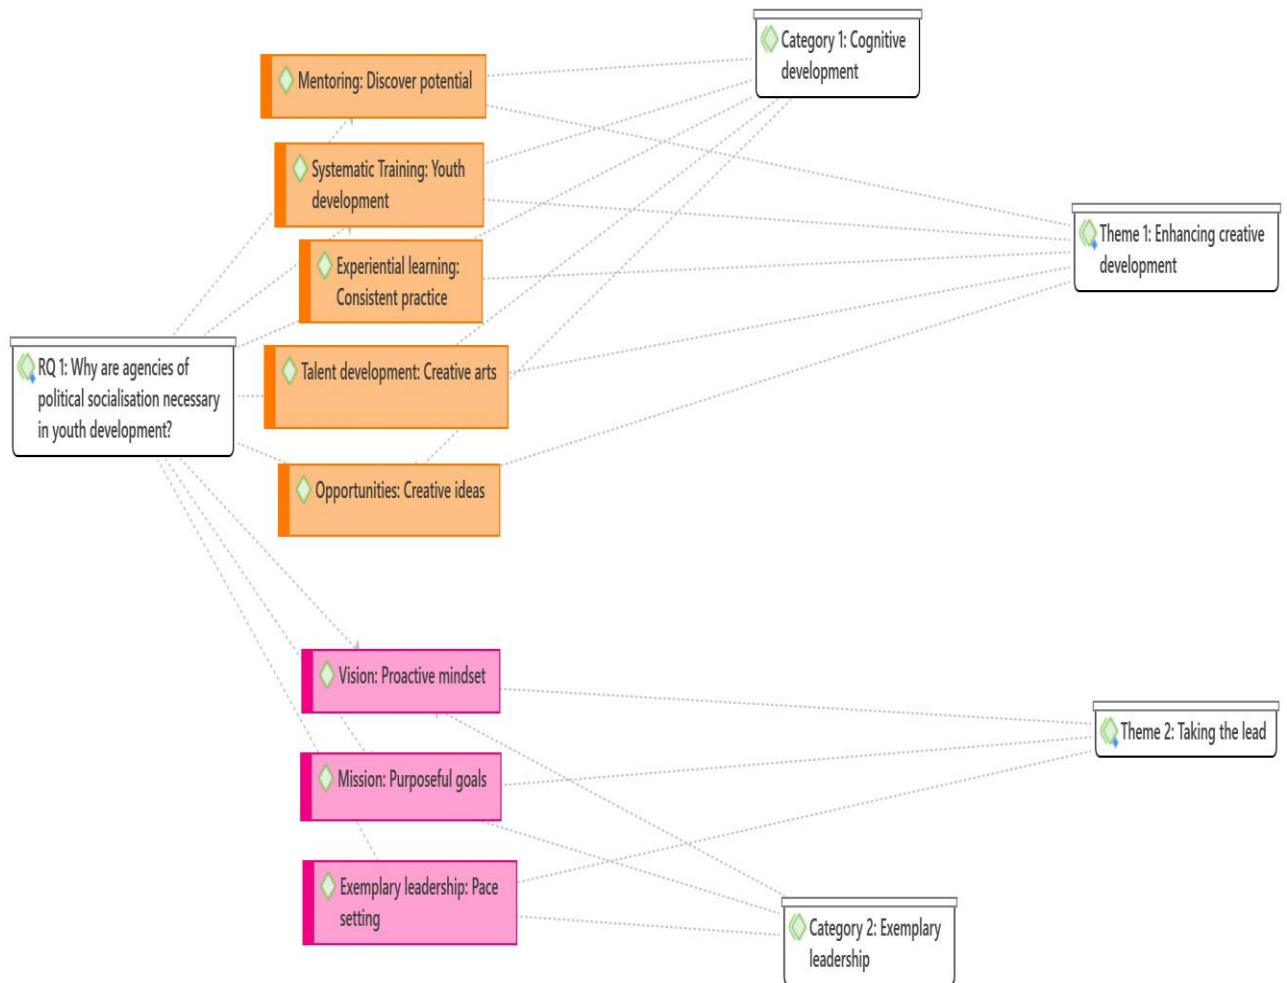 Category 1: Cognitive
development
Mentoring: Discover potential
Systematic Training: Youth
development
Theme 1: Enhancing creative
development
Experiential learning:
Consistent practice
RQ 1: Why are agencies of
political socialisation necessary
in youth development?
Talent development: Creative arts
Opportunities: Creative ideas
Vision: Proactive mindset
Theme 2: Taking the lead
Mission: Purposeful goals
Exemplary leadership: Pace
setting
Category 2: Exemplary
leadership